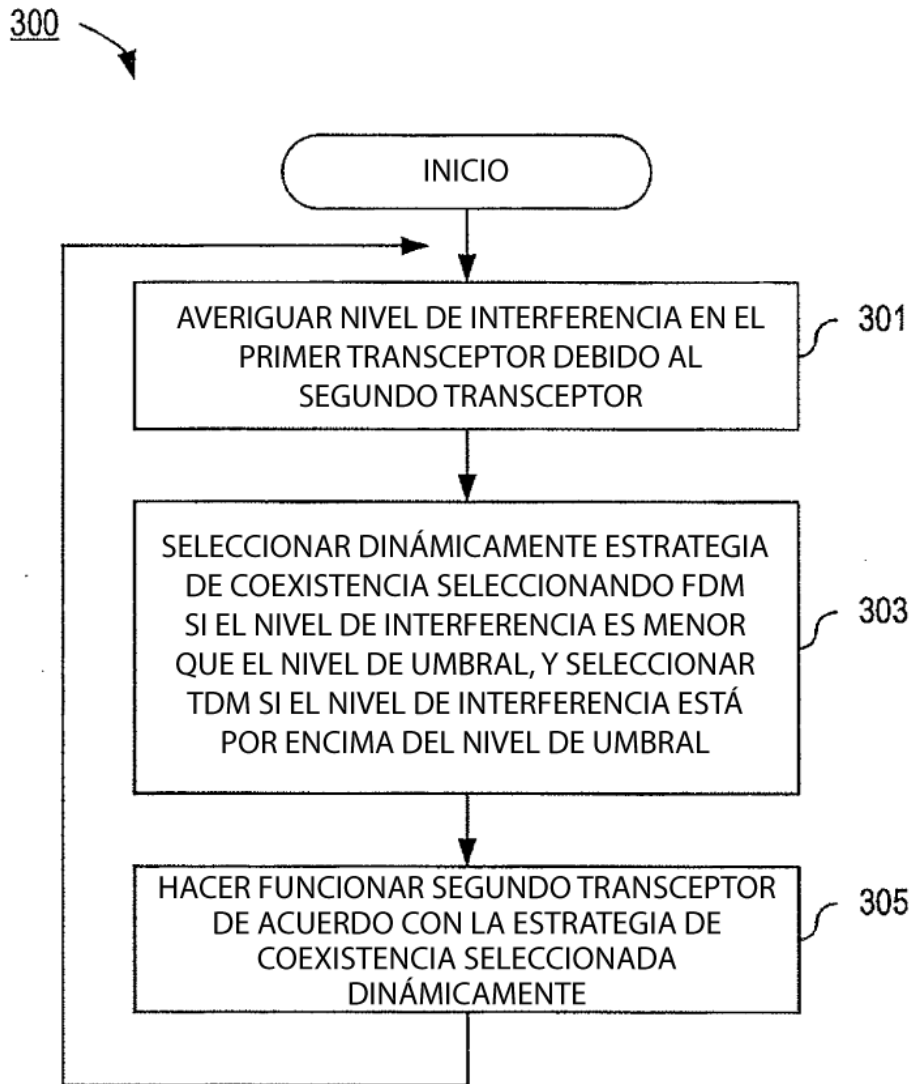 300
INICIO
AVERIGUAR NIVEL DE INTERFERENCIA EN EL
PRIMER TRANSCEPTOR DEBIDO AL
SEGUNDO TRANSCEPTOR
301
SELECCIONAR DINÁMICAMENTE ESTRATEGIA
DE COEXISTENCIA SELECCIONANDO FDM
SI EL NIVEL DE INTERFERENCIA ES MENOR
QUE EL NIVEL DE UMBRAL, Y SELECCIONAR
TDM SI EL NIVEL DE INTERFERENCIA ESTÁ
POR ENCIMA DEL NIVEL DE UMBRAL
303
HACER FUNCIONAR SEGUNDO TRANSCEPTOR
DE ACUERDO CON LA ESTRATEGIA DE
COEXISTENCIA SELECCIONADA
DINÁMICAMENTE
305